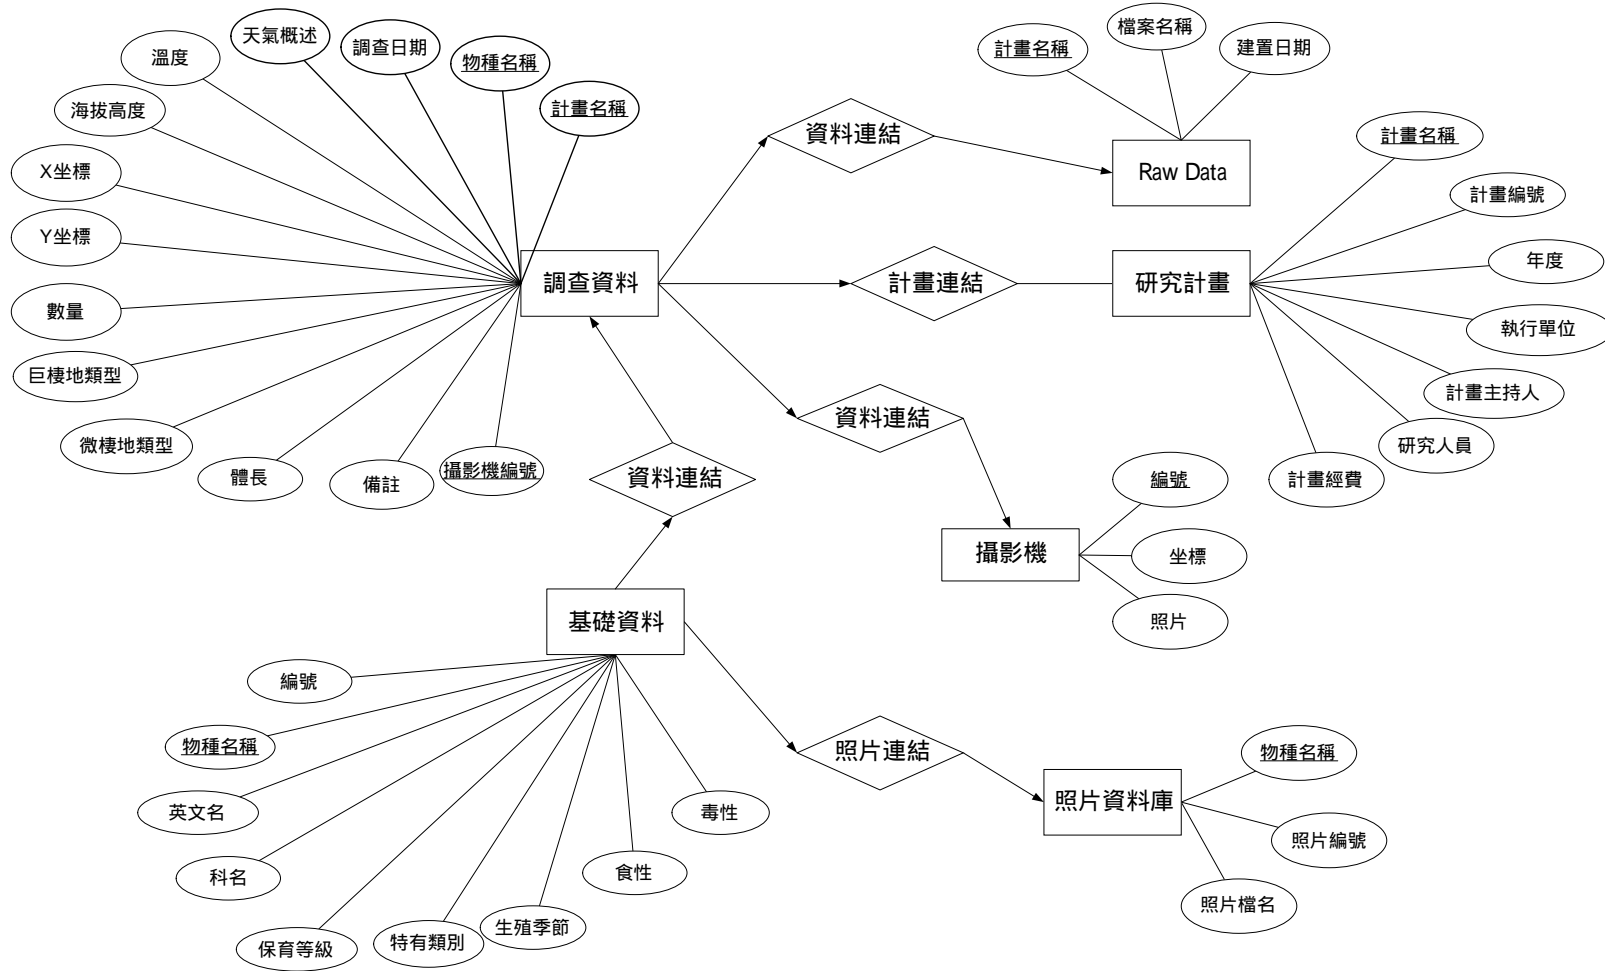 天氣概述
調查日期
物種名稱
計畫名稱
溫度
海拔高度
X坐標
Y坐標
數量
巨棲地類型
微棲地類型
體長
備註
攝影機編號
調查資料
資料連結
計畫名稱
檔案名稱
建置日期
Raw Data
計畫連結
研究計畫
計畫名稱
計畫編號
年度
執行單位
計畫主持人
研究人員
計畫經費
資料連結
攝影機
編號
坐標
照片
資料連結
基礎資料
編號
物種名稱
英文名
科名
保育等級
特有類別
生殖季節
食性
毒性
照片連結
照片資料庫
物種名稱
照片編號
照片檔名